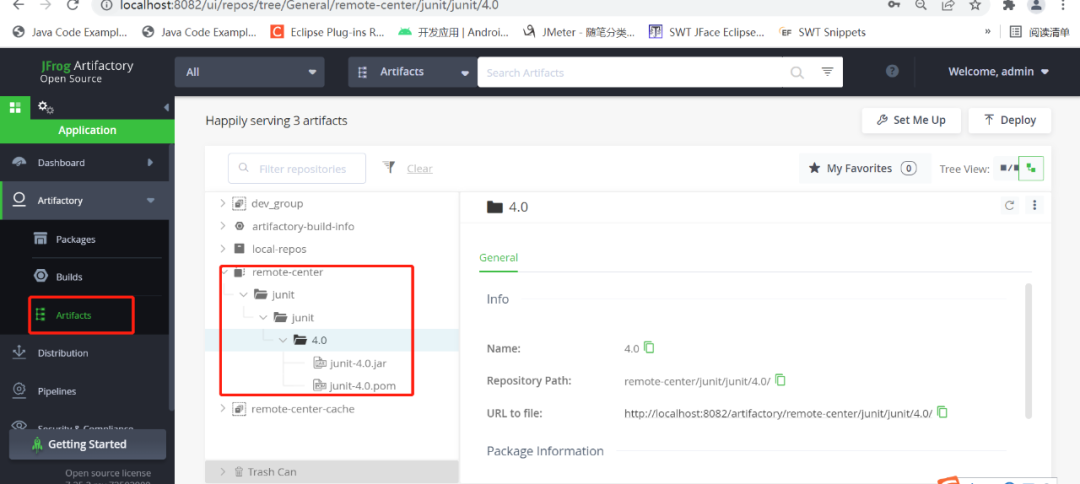 localhost:8082/ui/repos/tree/General/remote-center/junit/junit/4.0
Java Code Exampl... Java Code Exampl... Eclipse Plug-ins R... 开发应用 | Androi... JMeter - 随笔分类... SWT JFace Eclipse... SWT Snippets » 阅读清单
JFrog Artifactory
Open Source
All
Artifacts
Search Artifacts
Welcome, admin
Application
Dashboard
Artifactory
Packages
Builds
Artifacts
Distribution
Pipelines
Security & Compliance
Getting Started
Open source license
Happily serving 3 artifacts
Set Me Up
Deploy
Filter repositories
Clear
My Favorites 0
Tree View:
dev_group
artifactory-build-info
local-repos
remote-center
junit
junit
4.0
junit-4.0.jar
junit-4.0.pom
remote-center-cache
Trash Can
4.0
General
Info
Name: 4.0
Repository Path: remote-center/junit/junit/4.0/
URL to file: http://localhost:8082/artifactory/remote-center/junit/junit/4.0/
Package Information